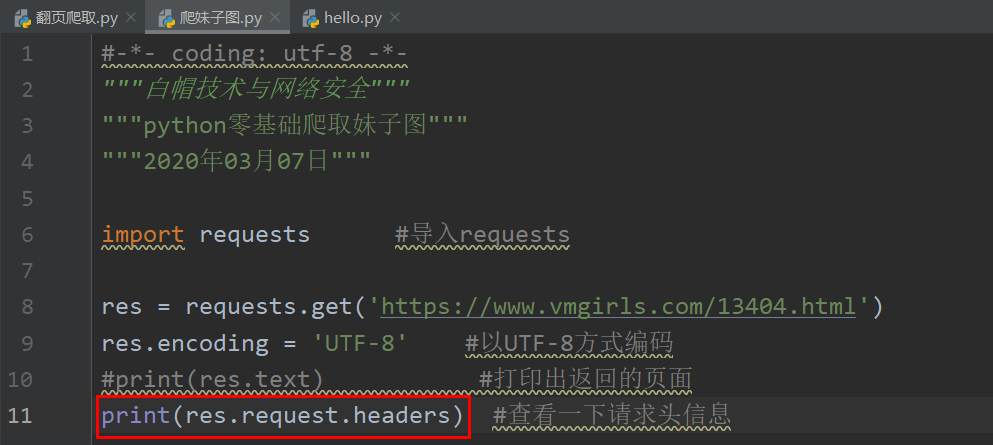 翻页爬取.py × 爬妹子图.py × hello.py ×
1 #-*- coding: utf-8 -*-
2 """白帽技术与网络安全"""
3 """python零基础爬取妹子图"""
4 """2020年03月07日"""
5
6 import requests #导入requests
7
8 res = requests.get('https://www.vmgirls.com/13404.html')
9 res.encoding = 'UTF-8' #以UTF-8方式编码
10 #print(res.text) #打印出返回的页面
11 print(res.request.headers) #查看一下请求头信息